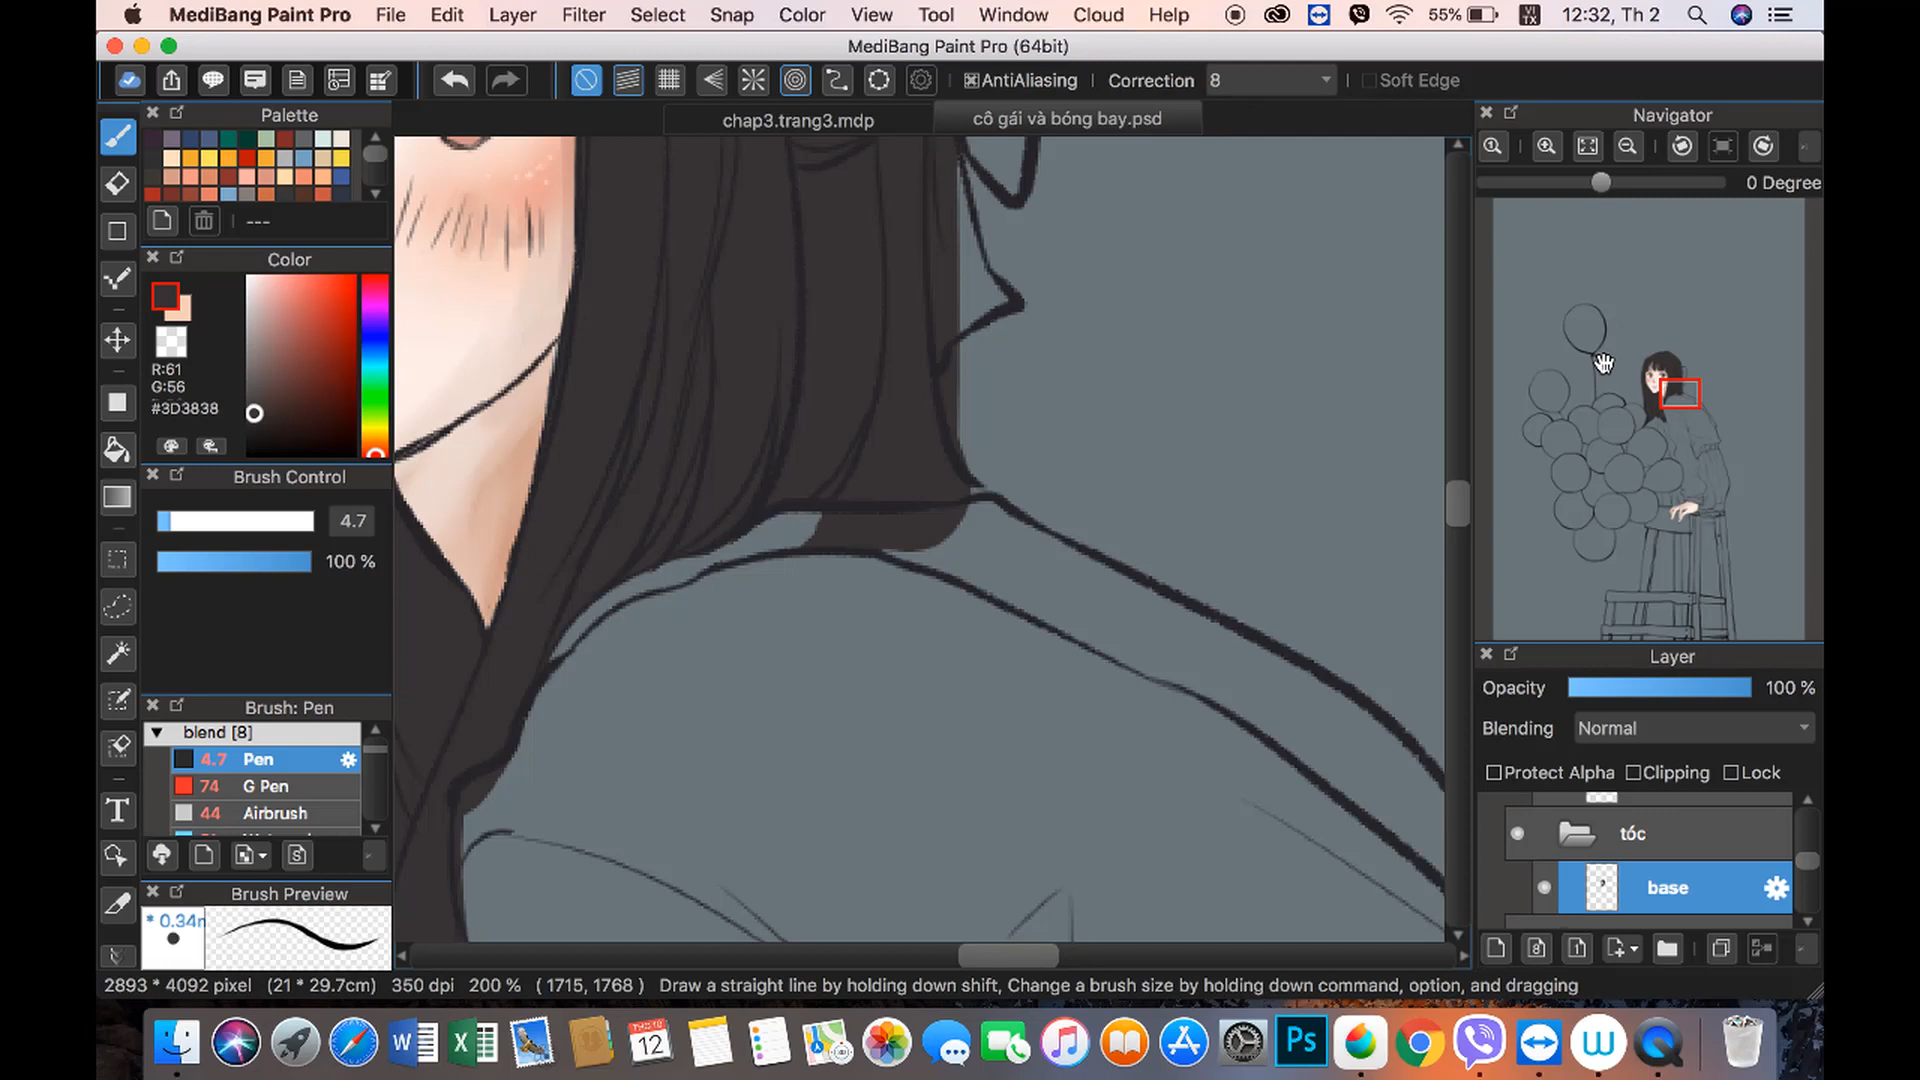 MediBang Paint Pro File Edit Layer Filter Select Snap Color View Tool Window Cloud Help 55% VI TX 12:32, Th 2
MediBang Paint Pro (64bit)
AntiAliasing Correction 8 Soft Edge
Palette
chap3.trang3.mdp
cô gái và bóng bay.psd
Navigator
0 Degree
---
Color
R:61
G:56
#3D3838
Brush Control
4.7
100 %
Brush: Pen
blend [8]
4.7 Pen
74 G Pen
44 Airbrush
Brush Preview
* 0.34
Layer
Opacity 100 %
Blending Normal
Protect Alpha Clipping Lock
tóc
base
2893 * 4092 pixel (21 * 29.7cm) 350 dpi 200 % ( 1715, 1768 ) Draw a straight line by holding down shift, Change a brush size by holding down command, option, and dragging
12
Ps